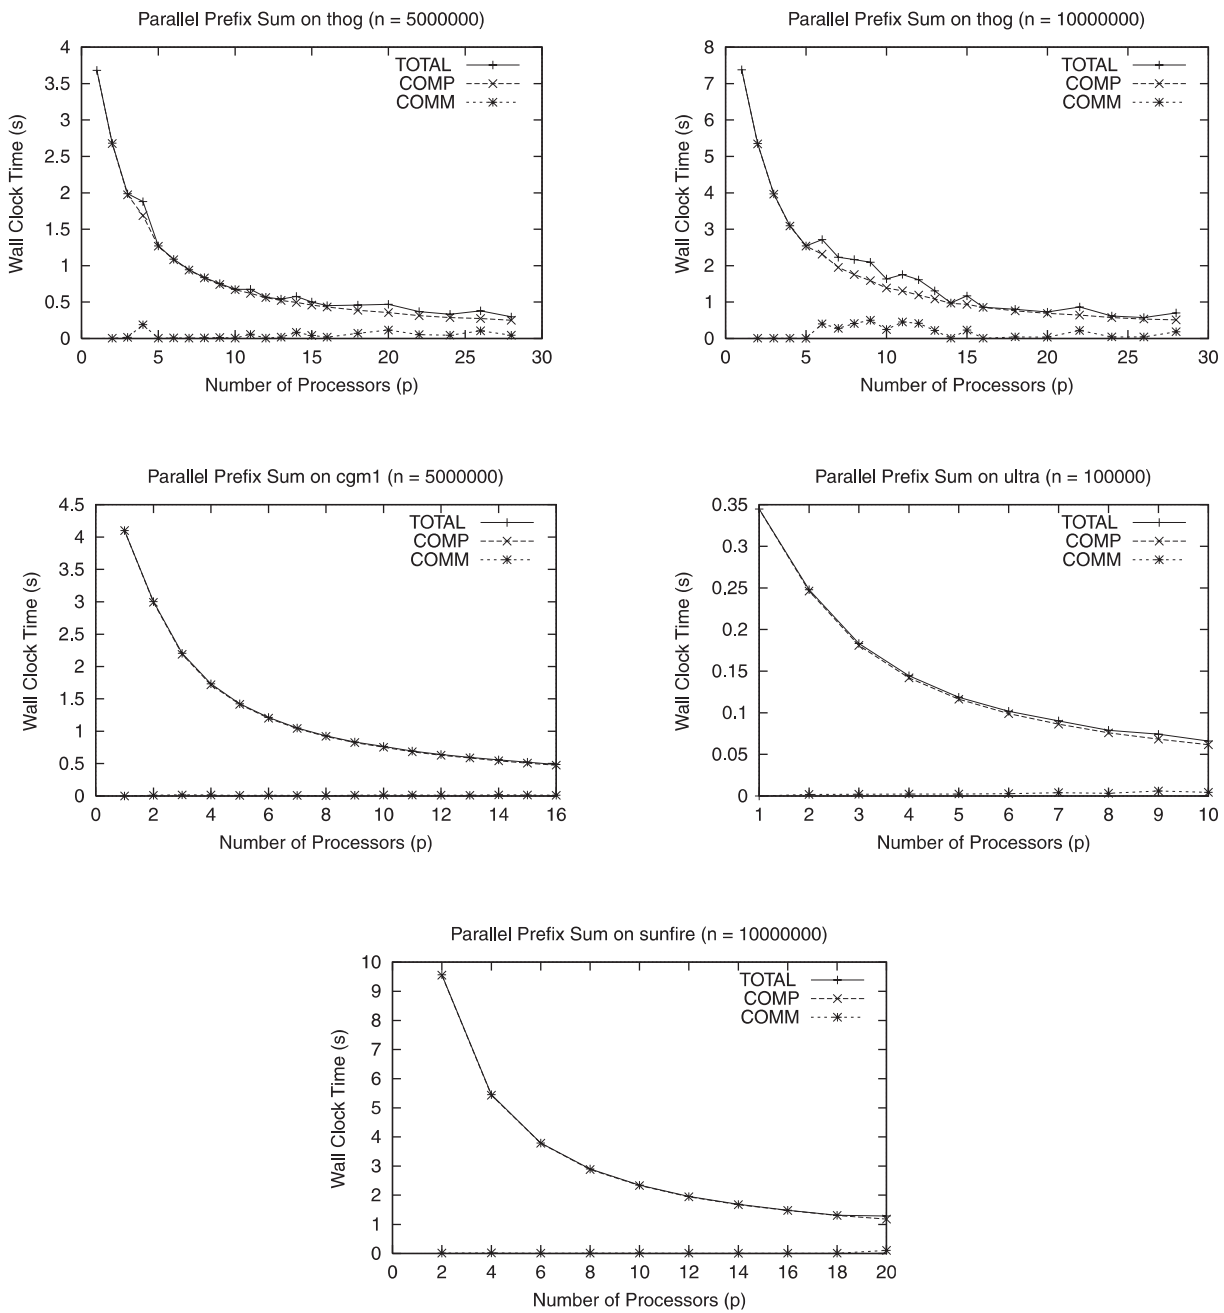 Parallel Prefix Sum on thog (n = 5000000)
Wall Clock Time (s)
4
3.5
3
2.5
2
1.5
1
0.5
0
TOTAL
COMP
COMM
0 5 10 15 20 25 30
Number of Processors (p)
Parallel Prefix Sum on thog (n = 10000000)
Wall Clock Time (s)
8
7
6
5
4
3
2
1
0
TOTAL
COMP
COMM
0 5 10 15 20 25 30
Number of Processors (p)
Parallel Prefix Sum on cgm1 (n = 5000000)
Wall Clock Time (s)
4.5
4
3.5
3
2.5
2
1.5
1
0.5
0
TOTAL
COMP
COMM
0 2 4 6 8 10 12 14 16
Number of Processors (p)
Parallel Prefix Sum on ultra (n = 100000)
Wall Clock Time (s)
0.35
0.3
0.25
0.2
0.15
0.1
0.05
0
TOTAL
COMP
COMM
1 2 3 4 5 6 7 8 9 10
Number of Processors (p)
Parallel Prefix Sum on sunfire (n = 10000000)
Wall Clock Time (s)
10
9
8
7
6
5
4
3
2
1
0
TOTAL
COMP
COMM
0 2 4 6 8 10 12 14 16 18 20
Number of Processors (p)